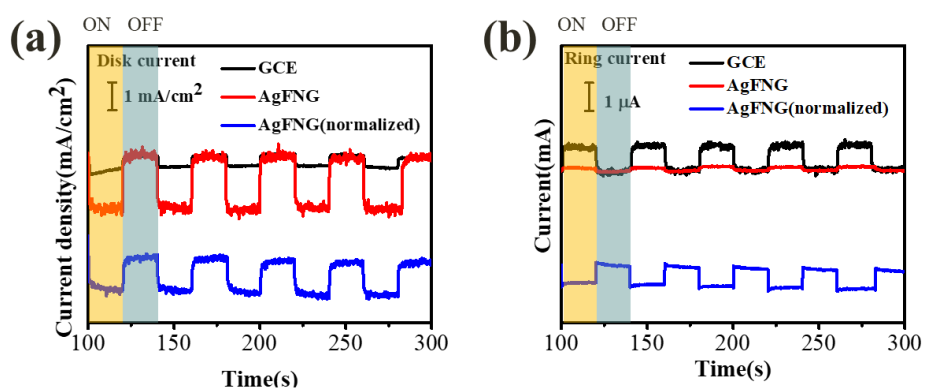 ON OFF
(a)
Disk current
1 mA/cm2
GCE
AgFNG
AgFNG(normalized)
Current density(mA/cm2)
100 150 200 250 300
Time(s)
ON OFF
(b)
Ring current
1 μA
GCE
AgFNG
AgFNG(normalized)
Current(mA)
100 150 200 250 300
Time(s)